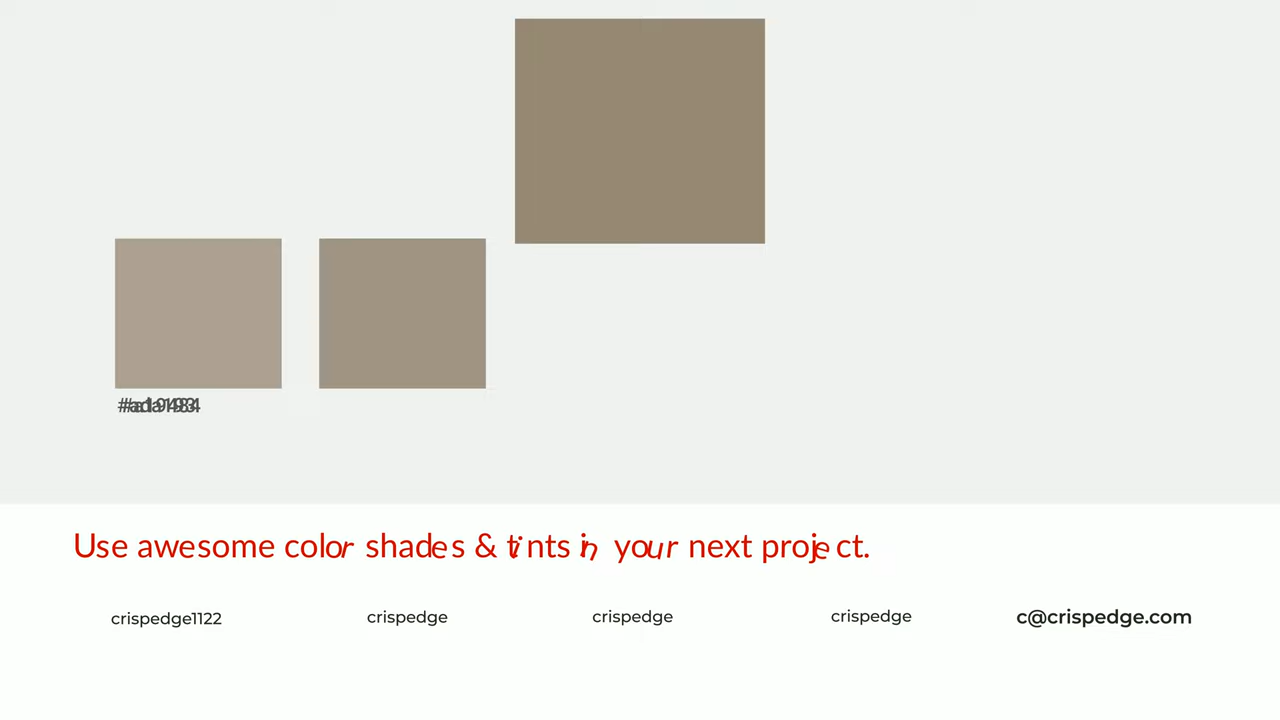 Use awesome color shades & tints in your next project.
crispedge1122 crispedge crispedge crispedge c@crispedge.com